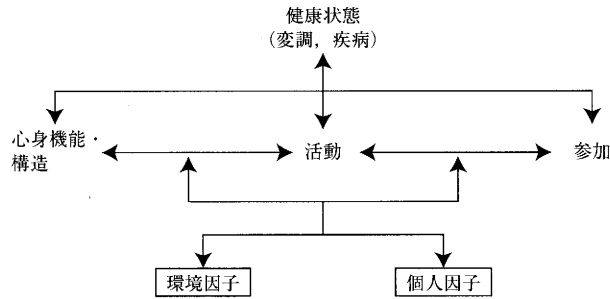 健康状態
(変調,疾病)
心身機能・
構造
活動
参加
環境因子
個人因子